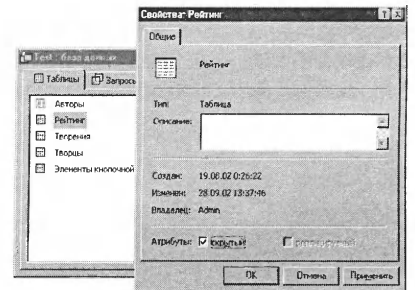 Свойства: Рейтинг
Общие
Рейтинг
Тип: Таблица
Описание:
Создан: 19.08.02 0:26:22
Изменен: 28.09.02 13:37:46
Владелец: Admin
Атрибуты: скрытый
OK Отмена Применить
Test : база данных
Таблицы Запросы
Авторы
Рейтинг
Творения
Творцы
Элементы кнопочной